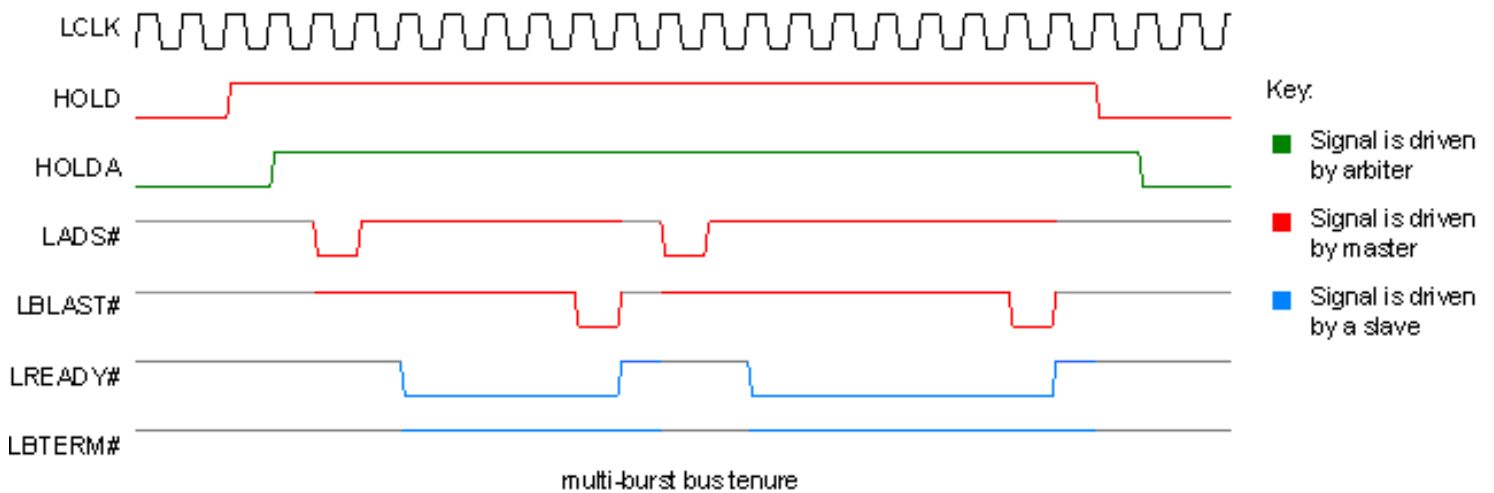 LCLK
HOLD
HOLDA
LADS#
LBLAST#
LREADY#
LBTERM#
multi-burst bus tenure
Key:
Signal is driven
by arbiter
Signal is driven
by master
Signal is driven
by a slave